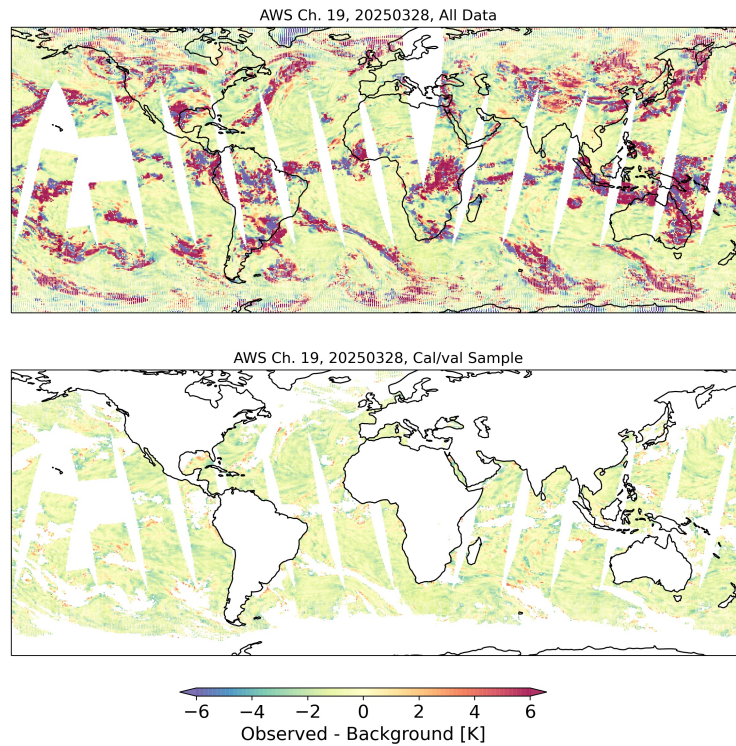 AWS Ch. 19, 20250328, All Data
AWS Ch. 19, 20250328, Cal/val Sample
−6 −4 −2 0 2 4 6
Observed - Background [K]